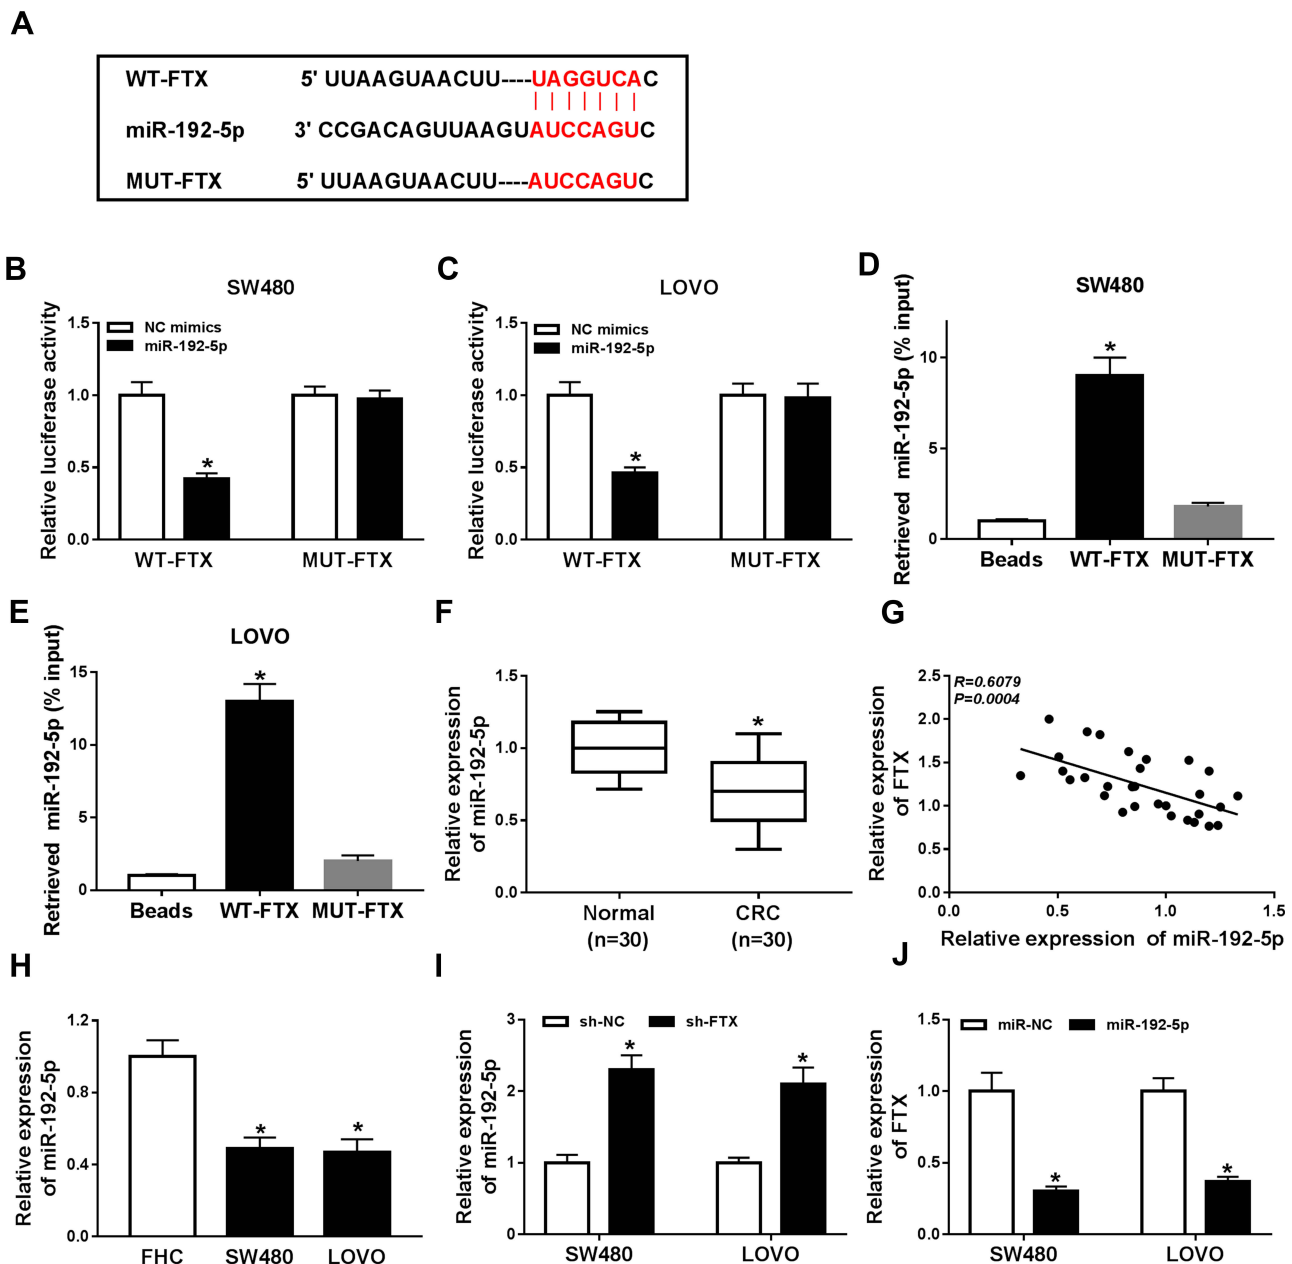 A
WT-FTX 5' UUAAGUAACUU----UAGGUCAC
miR-192-5p 3' CCGACAGUUAAGUAUCCAGUC
MUT-FTX 5' UUAAGUAACUU----AUCCAGUC
B
SW480
Relative luciferase activity
1.5
1.0
0.5
0.0
NC mimics
miR-192-5p
*
WT-FTX MUT-FTX
C
LOVO
Relative luciferase activity
1.5
1.0
0.5
0.0
NC mimics
miR-192-5p
*
WT-FTX MUT-FTX
D
SW480
Retrieved miR-192-5p (% input)
10
5
0
*
Beads WT-FTX MUT-FTX
E
LOVO
Retrieved miR-192-5p (% input)
15
10
5
0
*
Beads WT-FTX MUT-FTX
F
Relative expression
of miR-192-5p
1.5
1.0
0.5
0.0
*
Normal CRC
(n=30) (n=30)
G
Relative expression
of FTX
2.5
2.0
1.5
1.0
0.5
0.0
R=0.6079
P=0.0004
0.0 0.5 1.0 1.5
Relative expression of miR-192-5p
H
Relative expression
of miR-192-5p
1.2
0.8
0.4
0.0
* *
FHC SW480 LOVO
I
Relative expression
of miR-192-5p
3
2
1
0
sh-NC sh-FTX
* *
SW480 LOVO
J
Relative expression
of FTX
1.5
1.0
0.5
0.0
miR-NC miR-192-5p
* *
SW480 LOVO